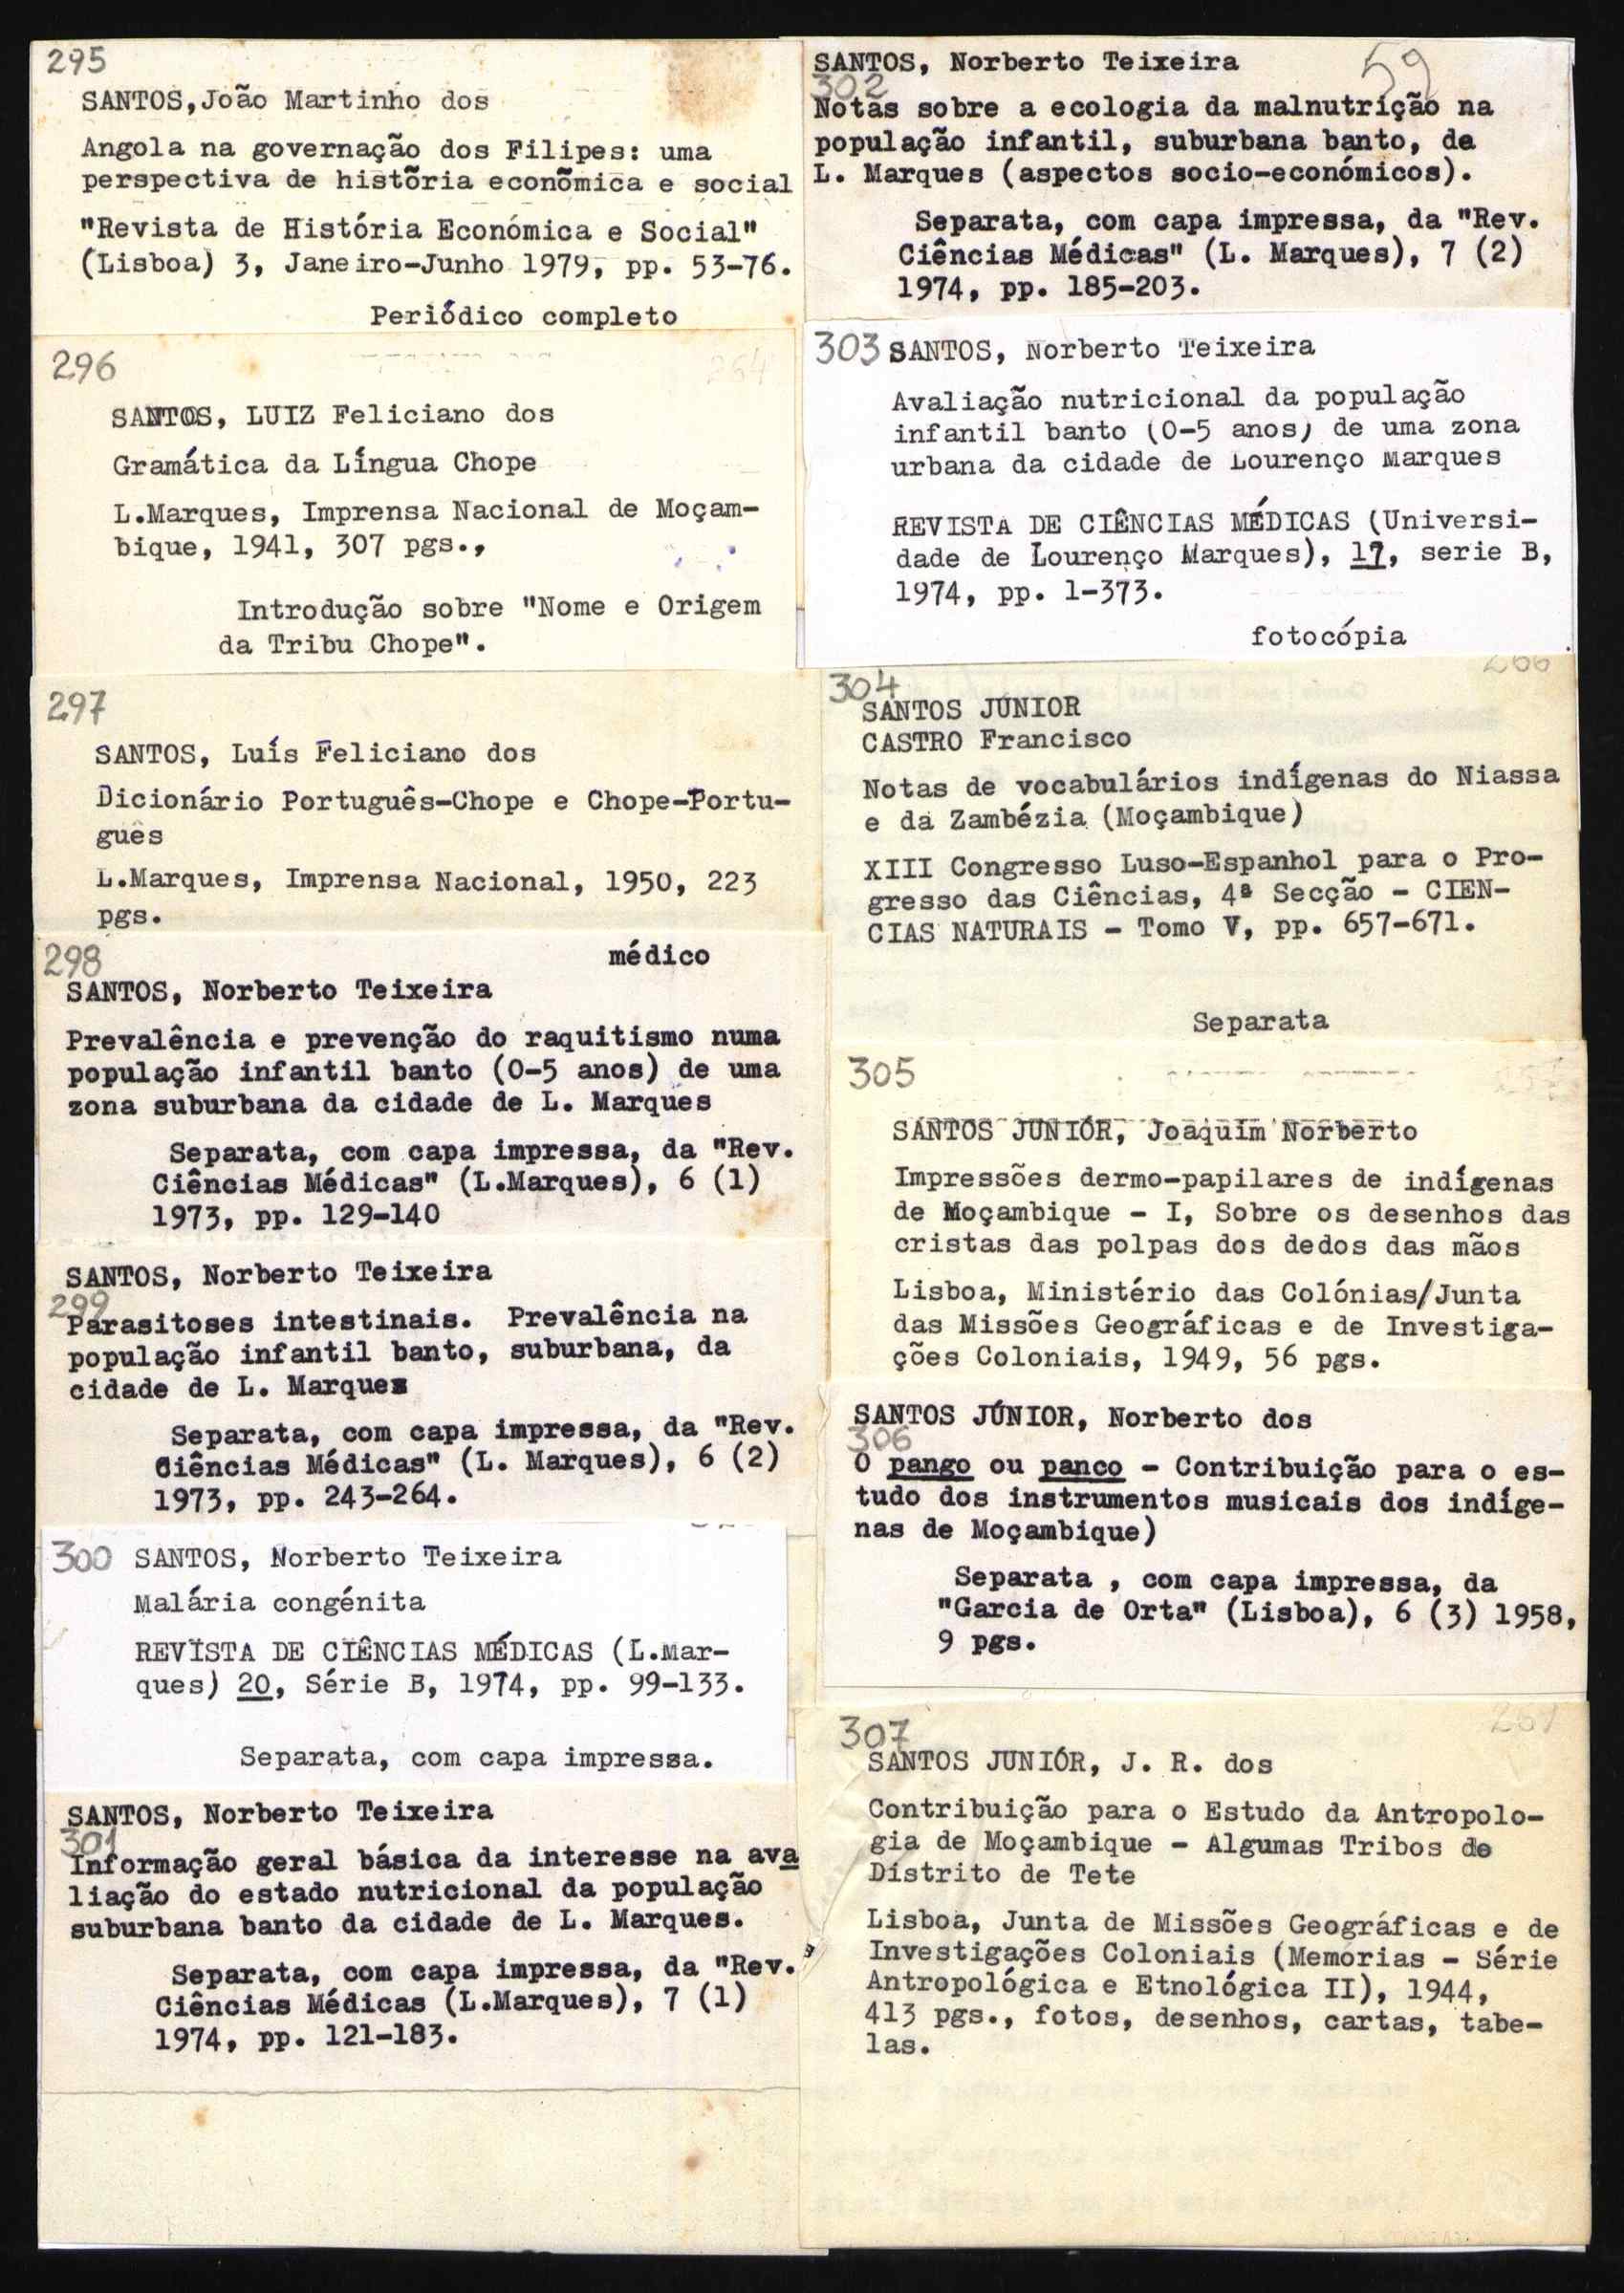 295
SANTOS,João Martinho dos
Angola na governação dos Filipes: uma
perspectiva de história económica e social
"Revista de História Económica e Social"
(Lisboa) 3, Janeiro-Junho 1979, pp. 53-76.
Periódico completo
296
SANTOS, LUIZ Feliciano dos
Gramática da Língua Chope
L.Marques, Imprensa Nacional de Moçam-
bique, 1941, 307 pgs.,
Introdução sobre "Nome e Origem
da Tribu Chope".
297
SANTOS, Luís Feliciano dos
Dicionário Português-Chope e Chope-Portu-
guês
L.Marques, Imprensa Nacional, 1950, 223
pgs.
298
médico
SANTOS, Norberto Teixeira
Prevalência e prevenção do raquitismo numa
população infantil banto (0-5 anos) de uma
zona suburbana da cidade de L. Marques
Separata, com capa impressa, da "Rev.
Ciências Médicas" (L.Marques), 6 (1)
1973, pp. 129-140
SANTOS, Norberto Teixeira
299
Parasitoses intestinais. Prevalência na
população infantil banto, suburbana, da
cidade de L. Marques
Separata, com capa impressa, da "Rev.
Ciências Médicas" (L. Marques), 6 (2)
1973, pp. 243-264.
300 SANTOS, Norberto Teixeira
Malária congénita
REVISTA DE CIÊNCIAS MÉDICAS (L.Mar-
ques) 20, Série B, 1974, pp. 99-133.
Separata, com capa impressa.
SANTOS, Norberto Teixeira
301
Informação geral básica da interesse na ava
liação do estado nutricional da população
suburbana banto da cidade de L. Marques.
Separata, com capa impressa, da "Rev.
Ciências Médicas (L.Marques), 7 (1)
1974, pp. 121-183.
SANTOS, Norberto Teixeira
59
302
Notas sobre a ecologia da malnutrição na
população infantil, suburbana banto, de
L. Marques (aspectos socio-económicos).
Separata, com capa impressa, da "Rev.
Ciências Médicas" (L. Marques), 7 (2)
1974, pp. 185-203.
303 SANTOS, Norberto Teixeira
Avaliação nutricional da população
infantil banto (0-5 anos) de uma zona
urbana da cidade de Lourenço Marques
REVISTA DE CIÊNCIAS MÉDICAS (Universi-
dade de Lourenço Marques), 17, serie B,
1974, pp. 1-373.
fotocópia
304
SANTOS JÚNIOR
CASTRO Francisco
Notas de vocabulários indígenas do Niassa
e da Zambézia (Moçambique)
XIII Congresso Luso-Espanhol para o Pro-
gresso das Ciências, 4ª Secção - CIEN-
CIAS NATURAIS - Tomo V, pp. 657-671.
Separata
305
SANTOS JUNIÓR, Joaquim Norberto
Impressões dermo-papilares de indígenas
de Moçambique - I, Sobre os desenhos das
cristas das polpas dos dedos das mãos
Lisboa, Ministério das Colónias/Junta
das Missões Geográficas e de Investiga-
ções Coloniais, 1949, 56 pgs.
SANTOS JÚNIOR, Norberto dos
306
O pango ou panco - Contribuição para o es-
tudo dos instrumentos musicais dos indíge-
nas de Moçambique)
Separata , com capa impressa, da
"Garcia de Orta" (Lisboa), 6 (3) 1958,
9 pgs.
307
SANTOS JUNIÓR, J. R. dos
Contribuição para o Estudo da Antropolo-
gia de Moçambique - Algumas Tribos do
Distrito de Tete
Lisboa, Junta de Missões Geográficas e de
Investigações Coloniais (Memórias - Série
Antropológica e Etnológica II), 1944,
413 pgs., fotos, desenhos, cartas, tabe-
las.